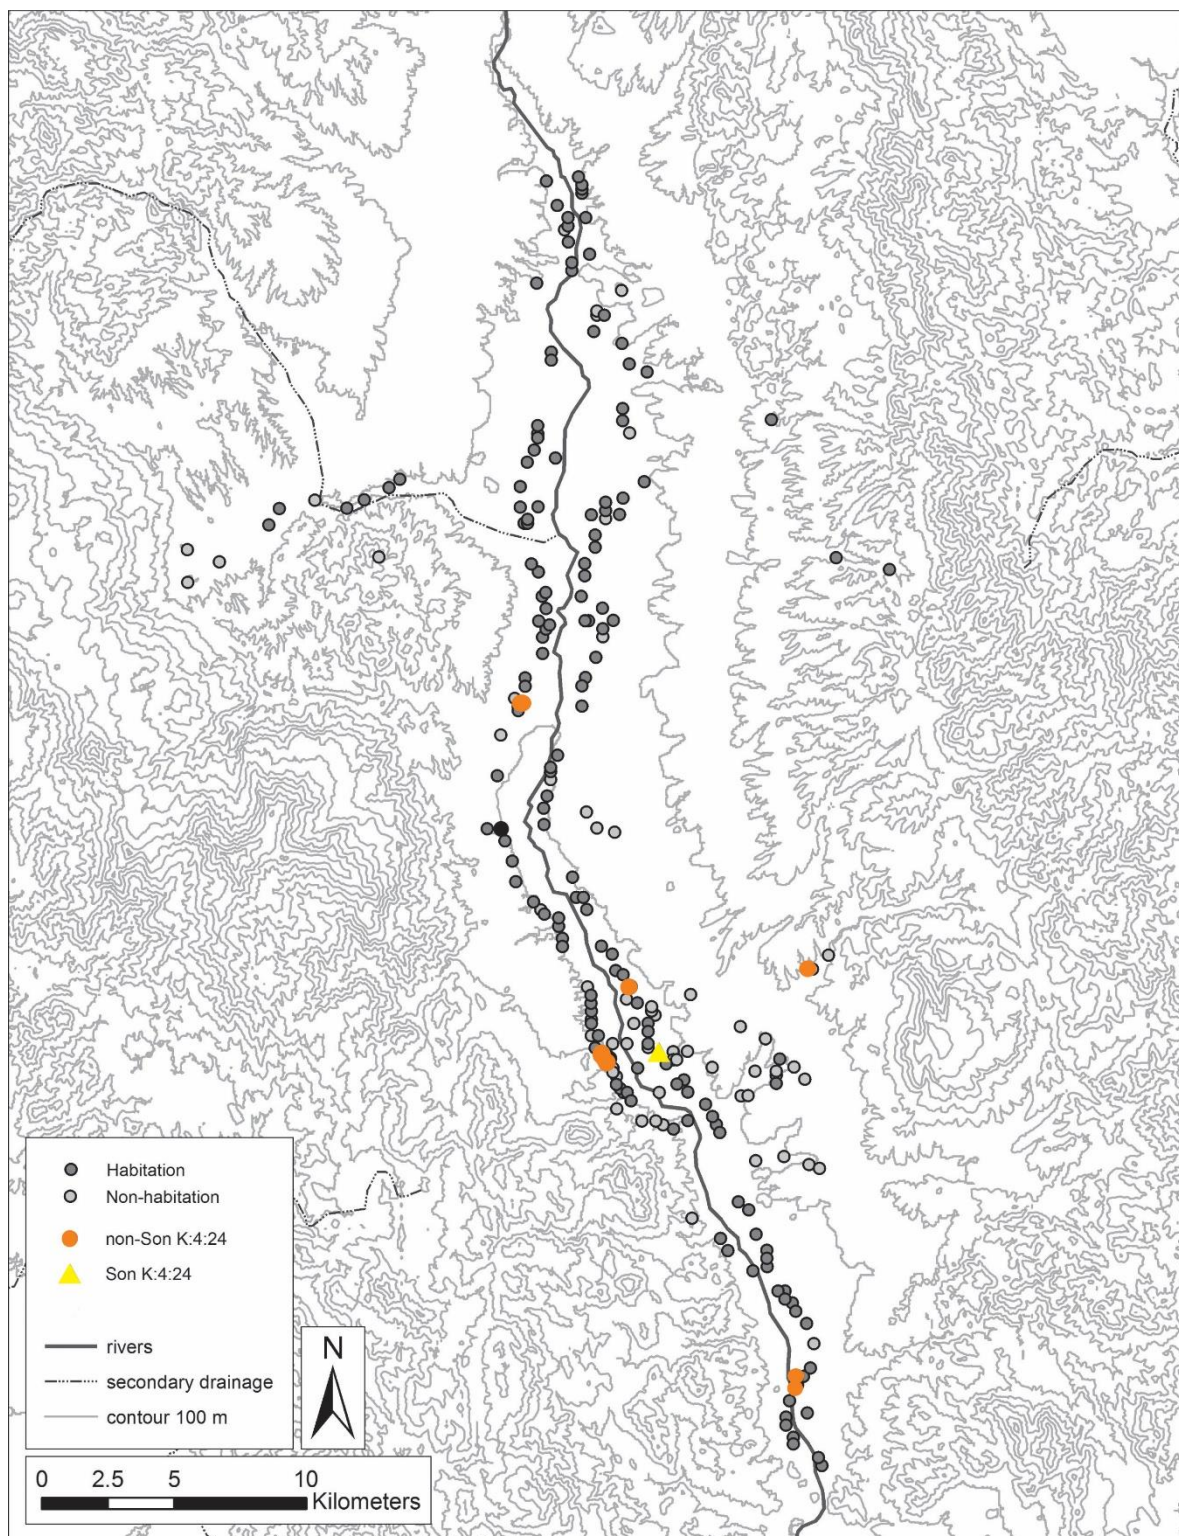 Habitation
Non-habitation
non-Son K:4:24
Son K:4:24
rivers
secondary drainage
contour 100 m
N
0 2.5 5 10
Kilometers